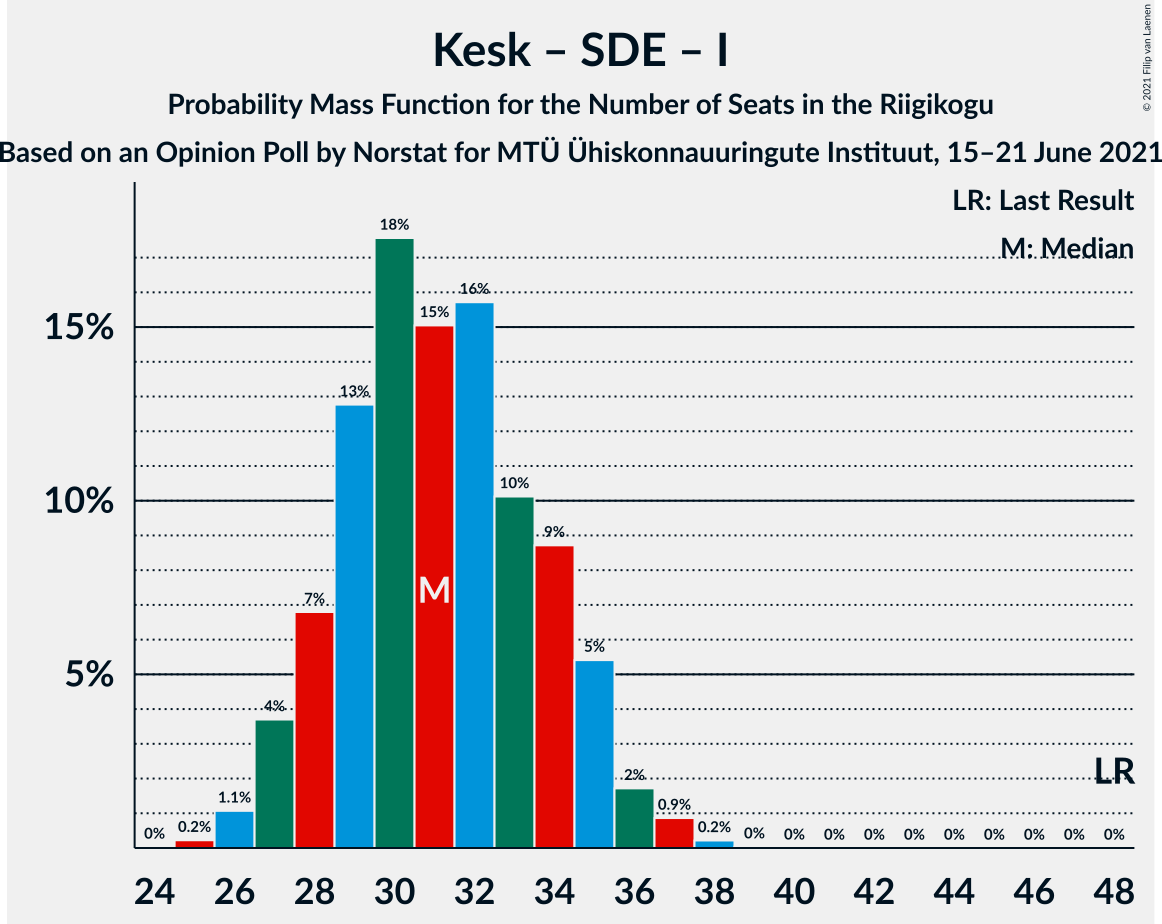 Kesk – SDE – I
Probability Mass Function for the Number of Seats in the Riigikogu
Based on an Opinion Poll by Norstat for MTÜ Ühiskonnauuringute Instituut, 15–21 June 2021
© 2021 Filip van Laenen
LR: Last Result
M: Median
18%
16%
15%
15%
13%
10%
10%
9%
M
7%
5%
5%
4%
LR
2%
1.1%
0.9%
0% 0.2% 0.2% 0% 0% 0% 0% 0% 0% 0% 0% 0% 0%
24 26 28 30 32 34 36 38 40 42 44 46 48